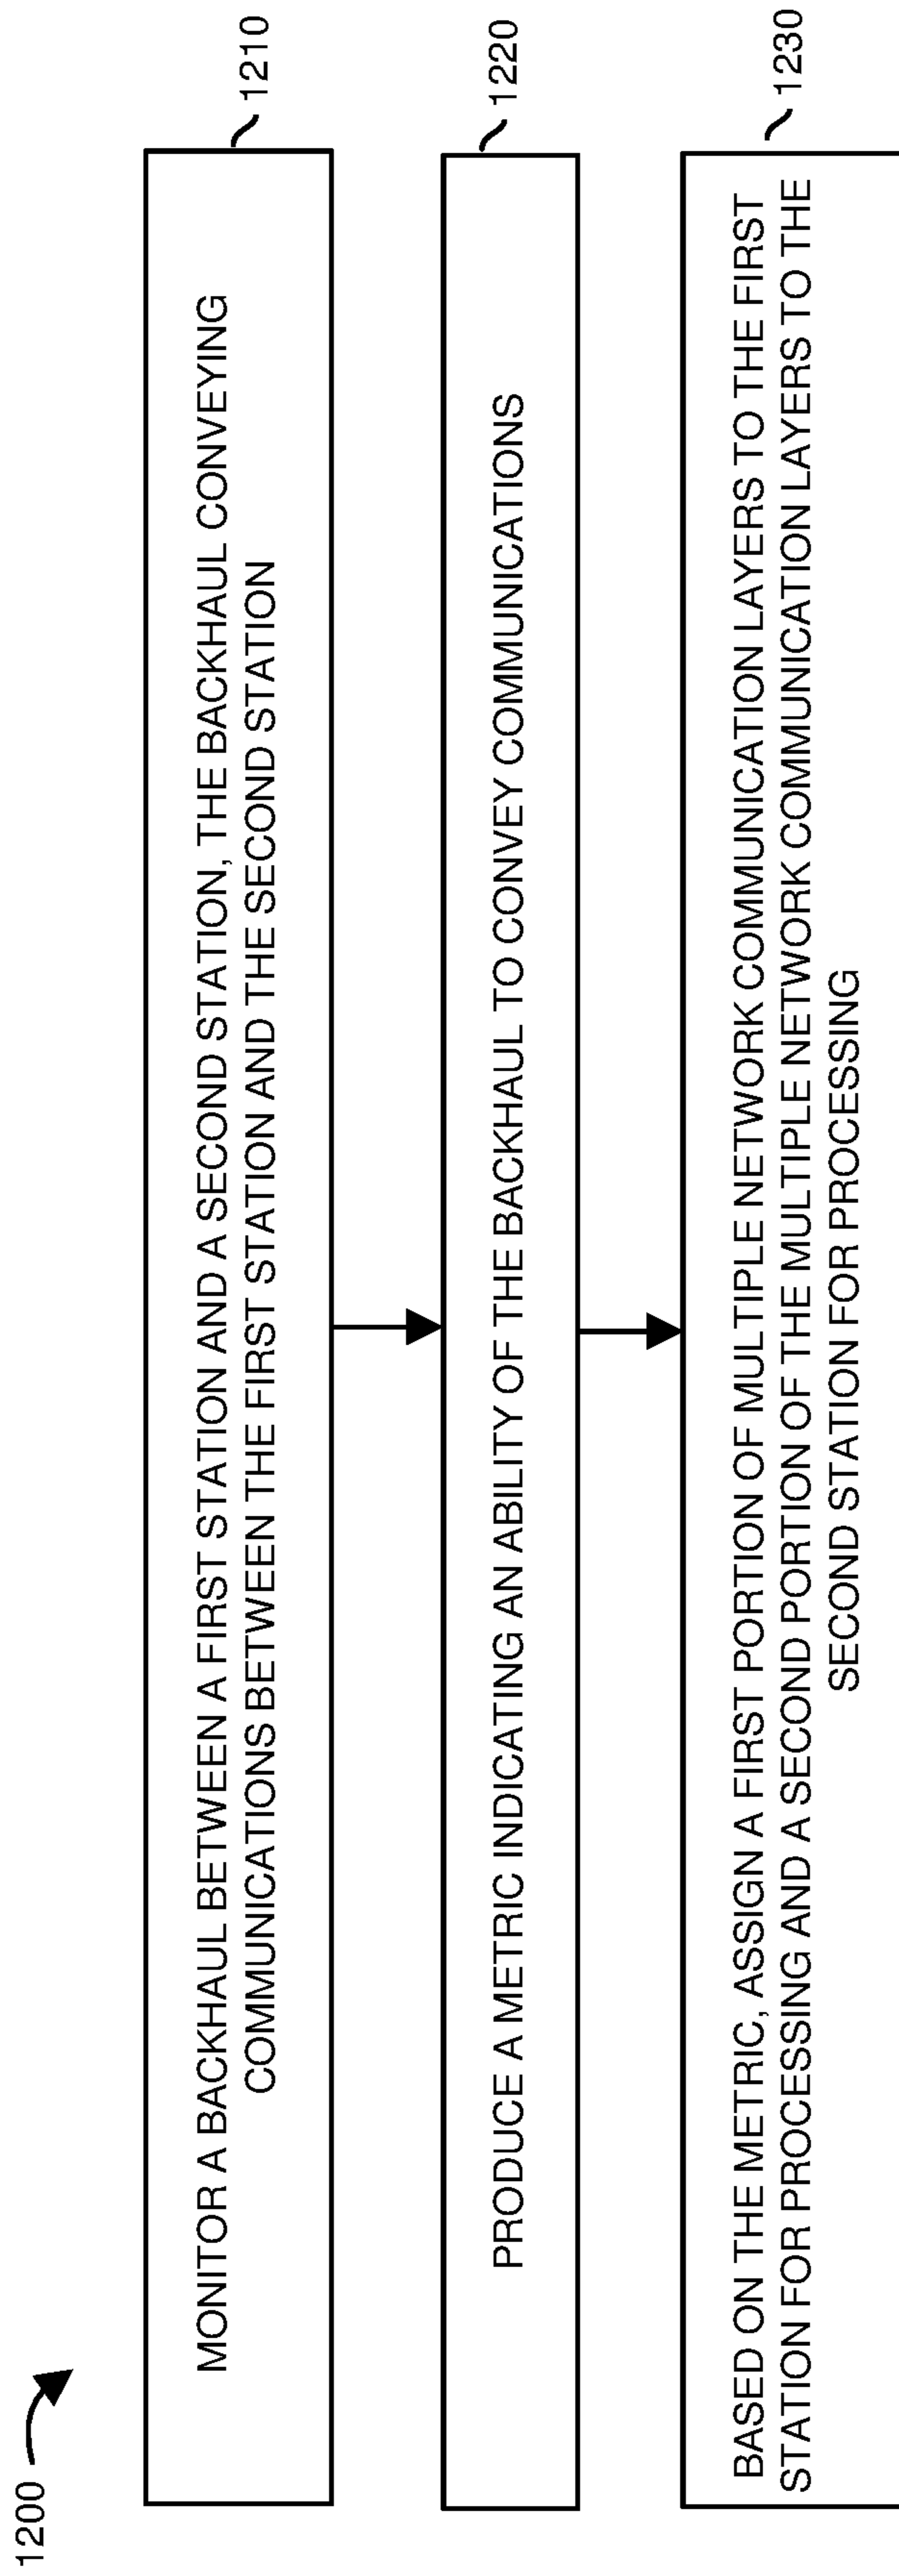 1200
MONITOR A BACKHAUL BETWEEN A FIRST STATION AND A SECOND STATION, THE BACKHAUL CONVEYING
COMMUNICATIONS BETWEEN THE FIRST STATION AND THE SECOND STATION
1210
PRODUCE A METRIC INDICATING AN ABILITY OF THE BACKHAUL TO CONVEY COMMUNICATIONS
1220
BASED ON THE METRIC, ASSIGN A FIRST PORTION OF MULTIPLE NETWORK COMMUNICATION LAYERS TO THE FIRST
STATION FOR PROCESSING AND A SECOND PORTION OF THE MULTIPLE NETWORK COMMUNICATION LAYERS TO THE
SECOND STATION FOR PROCESSING
1230